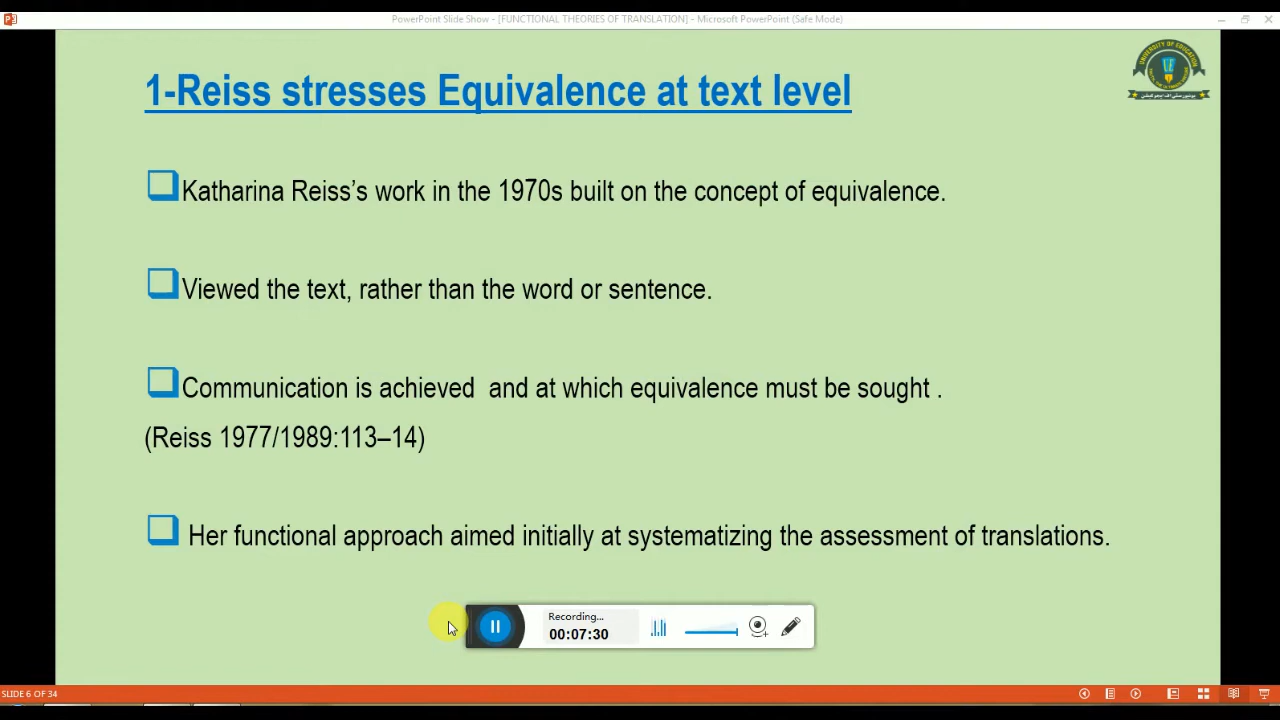 PowerPoint Slide Show - [FUNCTIONAL THEORIES OF TRANSLATION] - Microsoft PowerPoint (Safe Mode)
UNIVERSITY OF EDUCATION
1-Reiss stresses Equivalence at text level
Katharina Reiss’s work in the 1970s built on the concept of equivalence.
Viewed the text, rather than the word or sentence.
Communication is achieved  and at which equivalence must be sought .
(Reiss 1977/1989:113–14)
Her functional approach aimed initially at systematizing the assessment of translations.
Recording...
00:07:30
SLIDE 6 OF 34